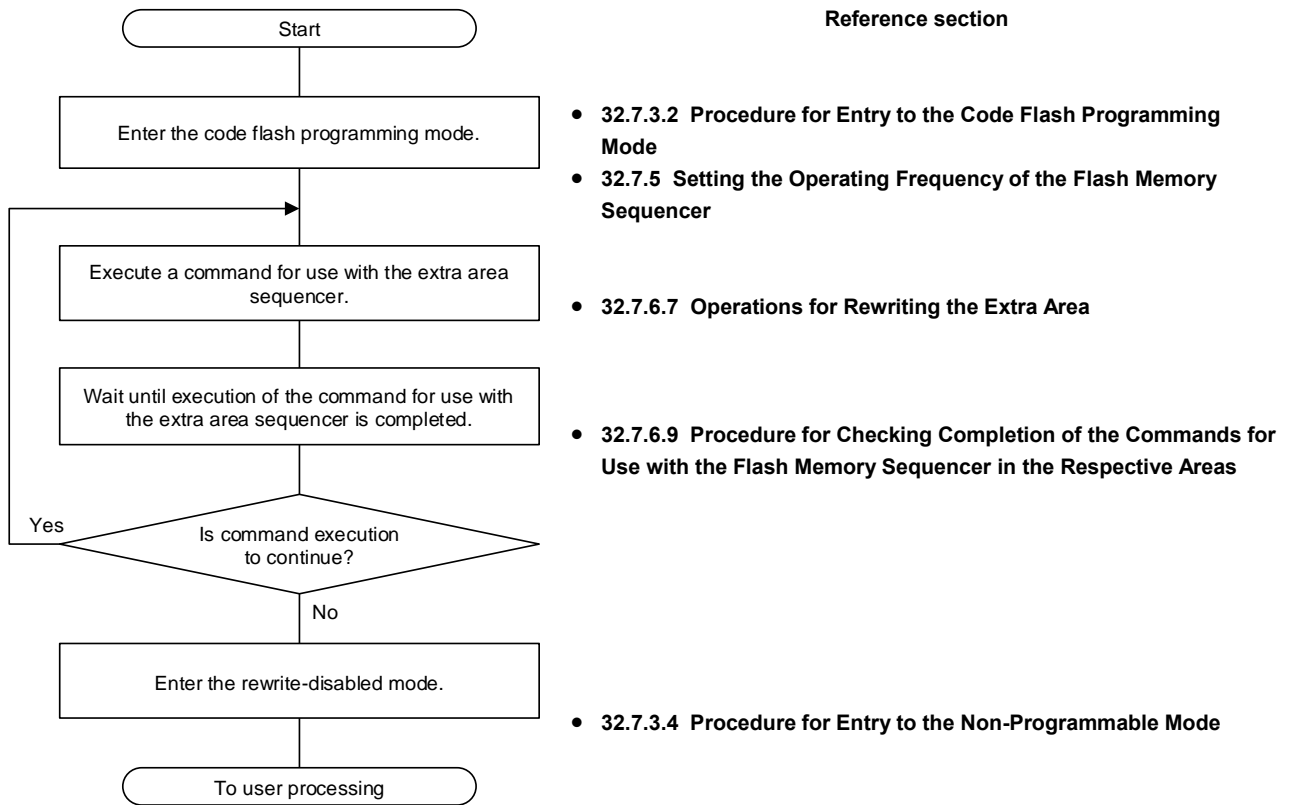 Start
Reference section
Enter the code flash programming mode.
• 32.7.3.2 Procedure for Entry to the Code Flash Programming
Mode
• 32.7.5 Setting the Operating Frequency of the Flash Memory
Sequencer
Execute a command for use with the extra area
sequencer.
• 32.7.6.7 Operations for Rewriting the Extra Area
Wait until execution of the command for use with
the extra area sequencer is completed.
• 32.7.6.9 Procedure for Checking Completion of the Commands for
Use with the Flash Memory Sequencer in the Respective Areas
Yes
Is command execution
to continue?
No
Enter the rewrite-disabled mode.
• 32.7.3.4 Procedure for Entry to the Non-Programmable Mode
To user processing